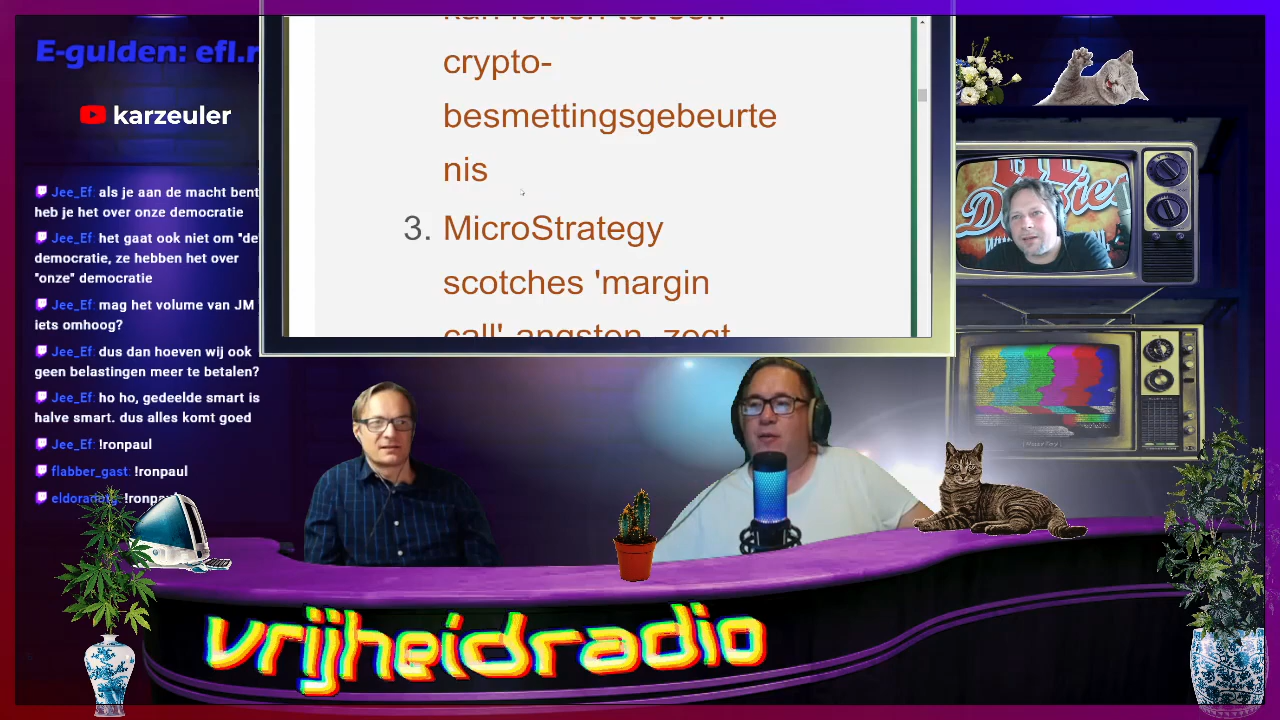 E-gulden: efl.r
karzeuler
Jee_Ef: als je aan de macht bent
heb je het over onze democratie
Jee_Ef: het gaat ook niet om "de
democratie, ze hebben het over
"onze" democratie
Jee_Ef: mag het volume van JM
iets omhoog?
Jee_Ef: dus dan hoeven wij ook
geen belastingen meer te betalen?
Jee_Ef: ho ho, gedeelde smart is
halve smart. dus alles komt goed
Jee_Ef: !ronpaul
flabber_gast: !ronpaul
crypto-
besmettingsgebeurte
nis
3. MicroStrategy
scotches 'margin
call' angsten, zegt
vrijheidradio